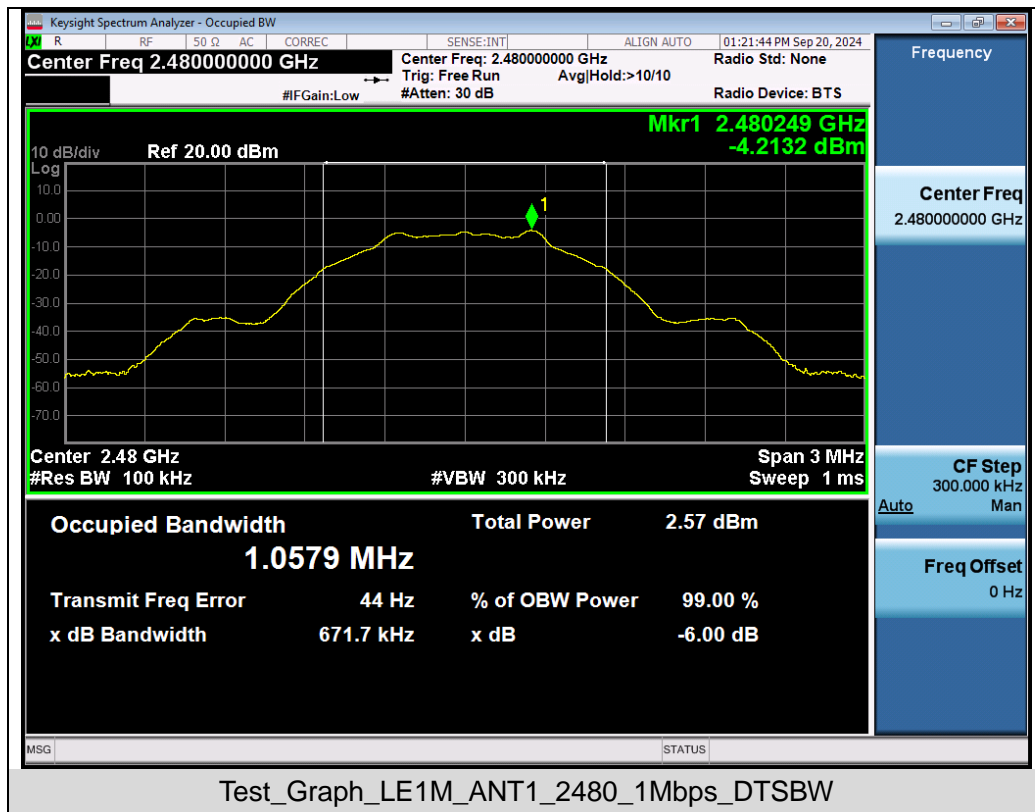 Keysight Spectrum Analyzer - Occupied BW
LXI R RF 50 Ω AC CORREC SENSE:INT ALIGN AUTO 01:21:44 PM Sep 20, 2024
Center Freq 2.480000000 GHz
Center Freq: 2.480000000 GHz Radio Std: None
Trig: Free Run Avg|Hold:>10/10
#IFGain:Low #Atten: 30 dB Radio Device: BTS
Mkr1 2.480249 GHz
-4.2132 dBm
10 dB/div Ref 20.00 dBm
Log
10.0
0.00
-10.0
-20.0
-30.0
-40.0
-50.0
-60.0
-70.0
1
Center 2.48 GHz Span 3 MHz
#Res BW 100 kHz #VBW 300 kHz Sweep 1 ms
Occupied Bandwidth Total Power 2.57 dBm
1.0579 MHz
Transmit Freq Error 44 Hz % of OBW Power 99.00 %
x dB Bandwidth 671.7 kHz x dB -6.00 dB
MSG STATUS
Frequency
Center Freq
2.480000000 GHz
CF Step
300.000 kHz
Auto Man
Freq Offset
0 Hz
Test_Graph_LE1M_ANT1_2480_1Mbps_DTSBW